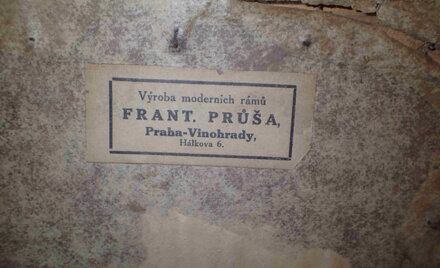 Výroba moderních rámů
FRANT. PRŮŠA,
Praha-Vinohrady,
Hálkova 6.